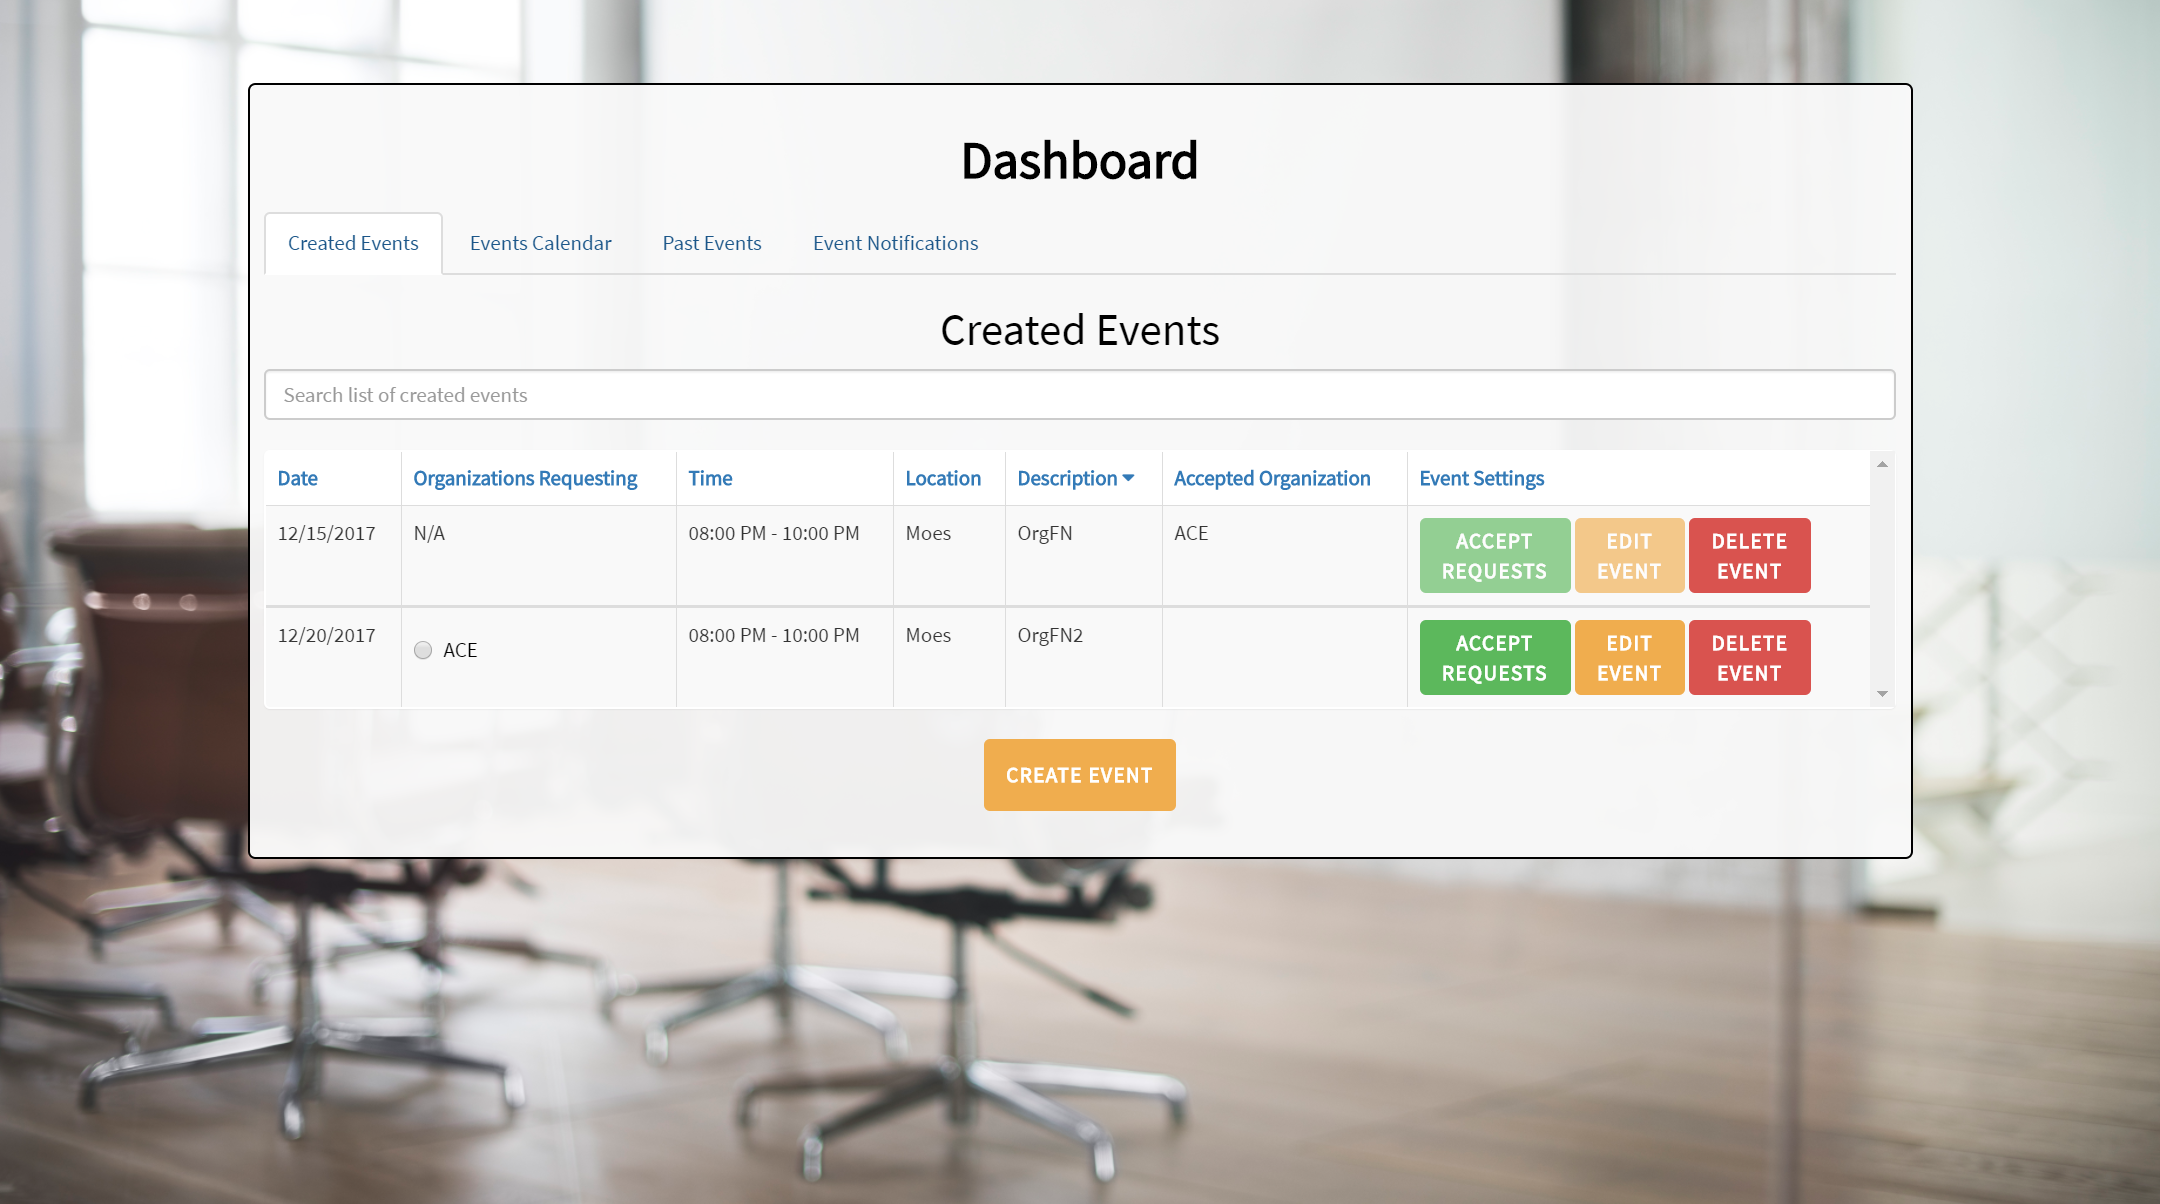 Dashboard
Created Events Events Calendar Past Events Event Notifications
Created Events
Search list of created events
Date Organizations Requesting Time Location Description Accepted Organization Event Settings
12/15/2017 N/A 08:00 PM - 10:00 PM Moes OrgFN ACE ACCEPT REQUESTS EDIT EVENT DELETE EVENT
12/20/2017 ACE 08:00 PM - 10:00 PM Moes OrgFN2 ACCEPT REQUESTS EDIT EVENT DELETE EVENT
CREATE EVENT